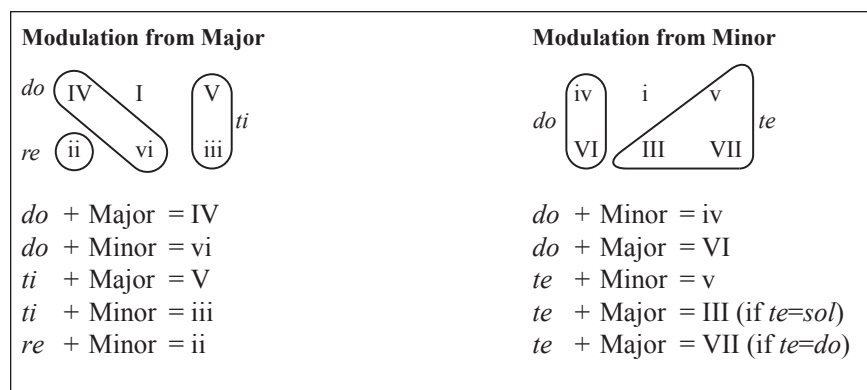 Modulation from Major
do IV I V
ti
re ii vi iii
do + Major = IV
do + Minor = vi
ti + Major = V
ti + Minor = iii
re + Minor = ii
Modulation from Minor
iv i v
do te
VI III VII
do + Minor = iv
do + Major = VI
te + Minor = v
te + Major = III (if te=sol)
te + Major = VII (if te=do)